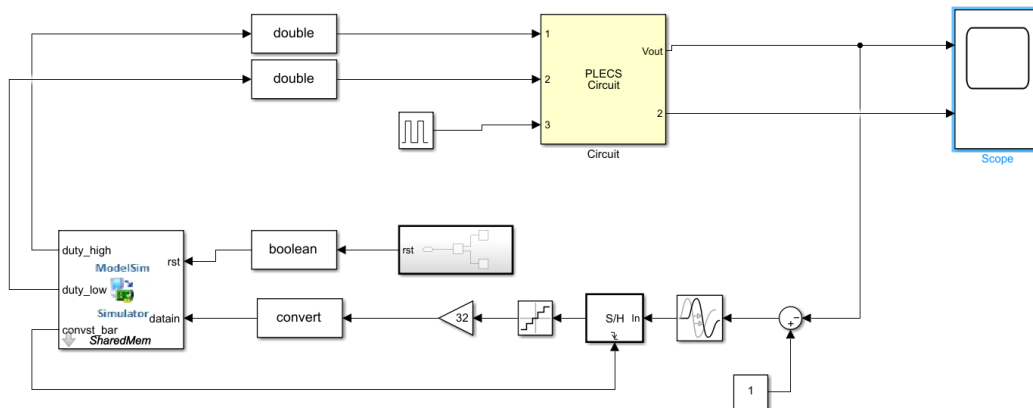 double
1
Vout
double
PLECS
Circuit
2
2
3
Circuit
Scope
duty_high
boolean
rst
ModelSim
rst
duty_low
Simulator
datain
convert
32
S/H
In
convst_bar
SharedMem
+
−
1